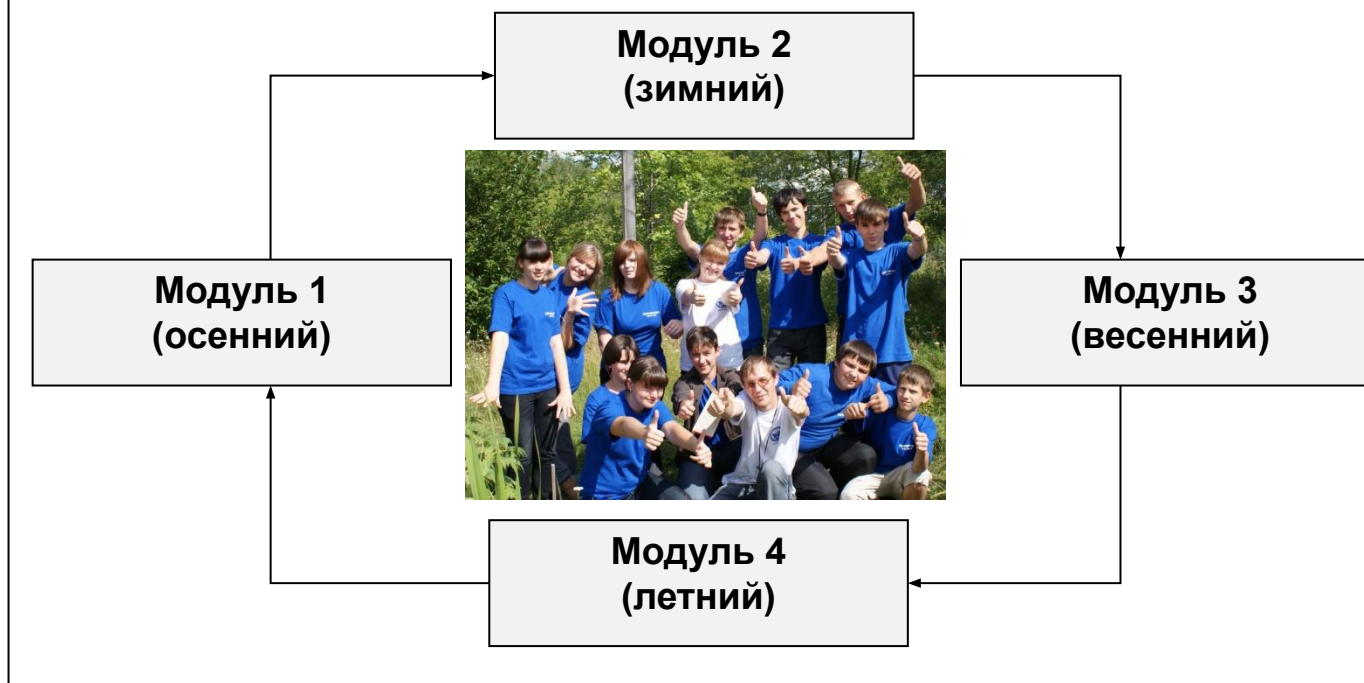 Модуль 2
(зимний)
Модуль 1
(осенний)
Модуль 3
(весенний)
Модуль 4
(летний)